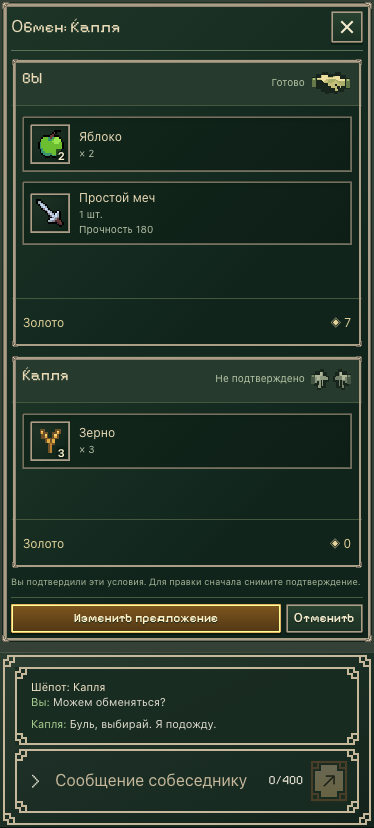 Обмен: Капля
ВЫ
Готово
2
Яблоко
× 2
Простой меч
1 шт.
Прочность 180
Золото
7
Капля
Не подтверждено
3
Зерно
× 3
Золото
0
Вы подтвердили эти условия. Для правки сначала снимите подтверждение.
Изменить предложение
Отменить
Шёпот: Капля
Вы: Можем обменяться?
Капля: Буль, выбирай. Я подожду.
Сообщение собеседнику
0/400